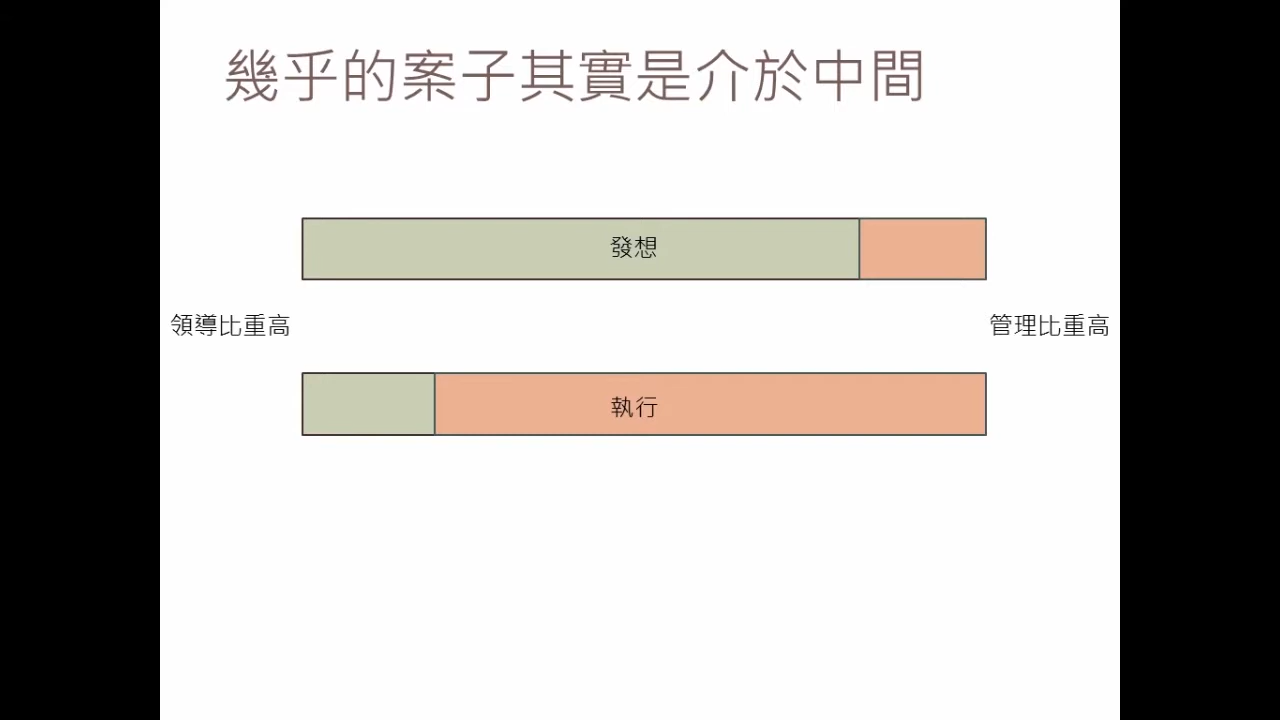 幾乎的案子其實是介於中間
發想
領導比重高
管理比重高
執行